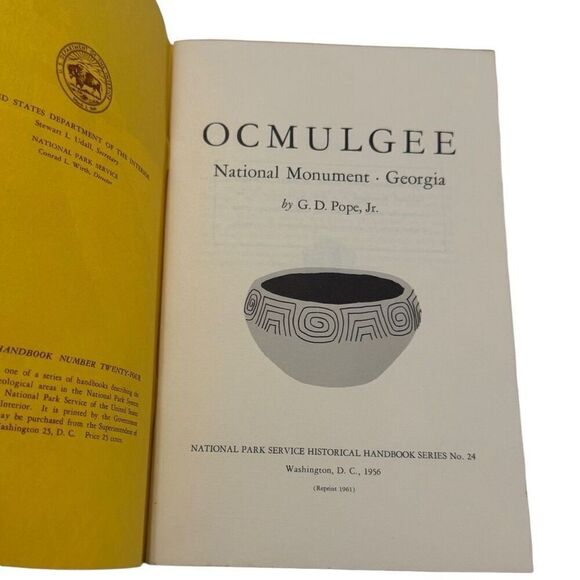 STATES DEPARTMENT OF THE INTERIOR
Stewart L. Udall, Secretary
NATIONAL PARK SERVICE
Conrad L. Wirth, Director
HANDBOOK NUMBER TWENTY-FOUR
one of a series of handbooks describing the
areas in the National Park System
National Park Service of the United States
Interior. It is printed by the Government
may be purchased from the Superintendent of
Washington 25, D. C. Price 25 cents.
OCMULGEE
National Monument · Georgia
by G. D. Pope, Jr.
NATIONAL PARK SERVICE HISTORICAL HANDBOOK SERIES No. 24
Washington, D. C., 1956
(Reprint 1961)